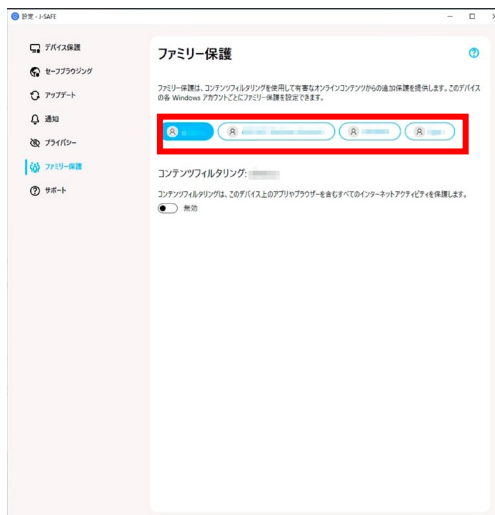 設定 - J-SAFE
デバイス保護
セーフブラウジング
アップデート
通知
プライバシー
ファミリー保護
サポート
ファミリー保護
ファミリー保護は、コンテンツフィルタリングを使用して有害なオンラインコンテンツからの追加保護を提供します。このデバイス
の各 Windows アカウントごとにファミリー保護を設定できます。
コンテンツフィルタリング:
コンテンツフィルタリングは、このデバイス上のアプリやブラウザーを含むすべてのインターネットアクティビティを保護します。
無効